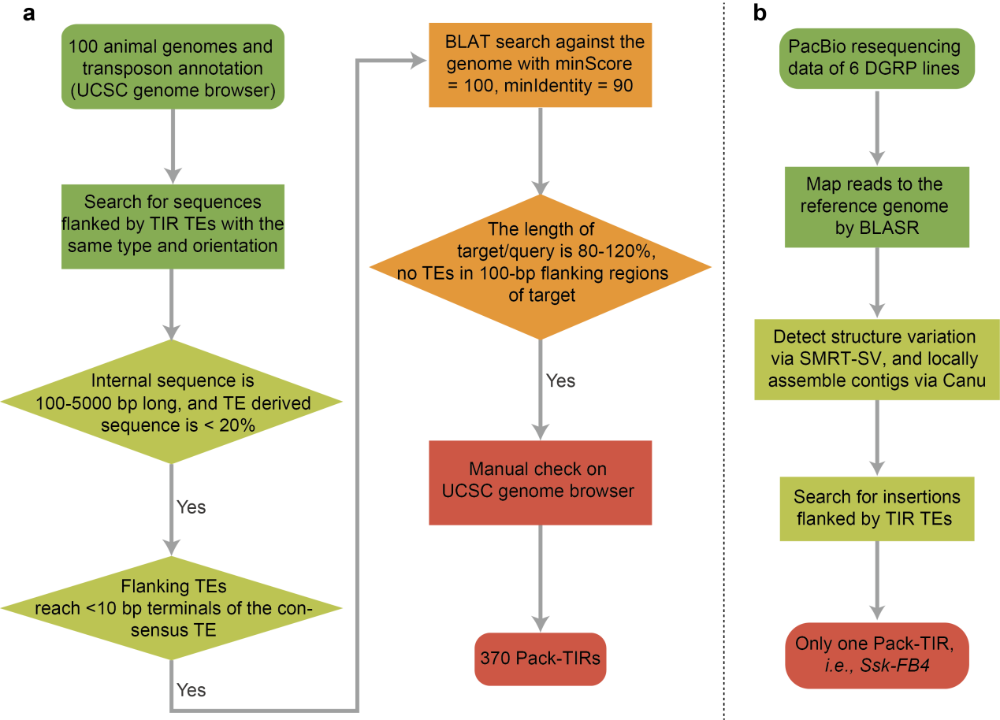 a
100 animal genomes and
transposon annotation
(UCSC genome browser)
Search for sequences
flanked by TIR TEs with the
same type and orientation
Internal sequence is
100-5000 bp long, and TE derived
sequence is < 20%
Yes
Flanking TEs
reach <10 bp terminals of the con-
sensus TE
Yes
BLAT search against the
genome with minScore
= 100, minIdentity = 90
The length of
target/query is 80-120%,
no TEs in 100-bp flanking regions
of target
Yes
Manual check on
UCSC genome browser
370 Pack-TIRs
b
PacBio resequencing
data of 6 DGRP lines
Map reads to the
reference genome
by BLASR
Detect structure variation
via SMRT-SV, and locally
assemble contigs via Canu
Search for insertions
flanked by TIR TEs
Only one Pack-TIR,
i.e., Ssk-FB4